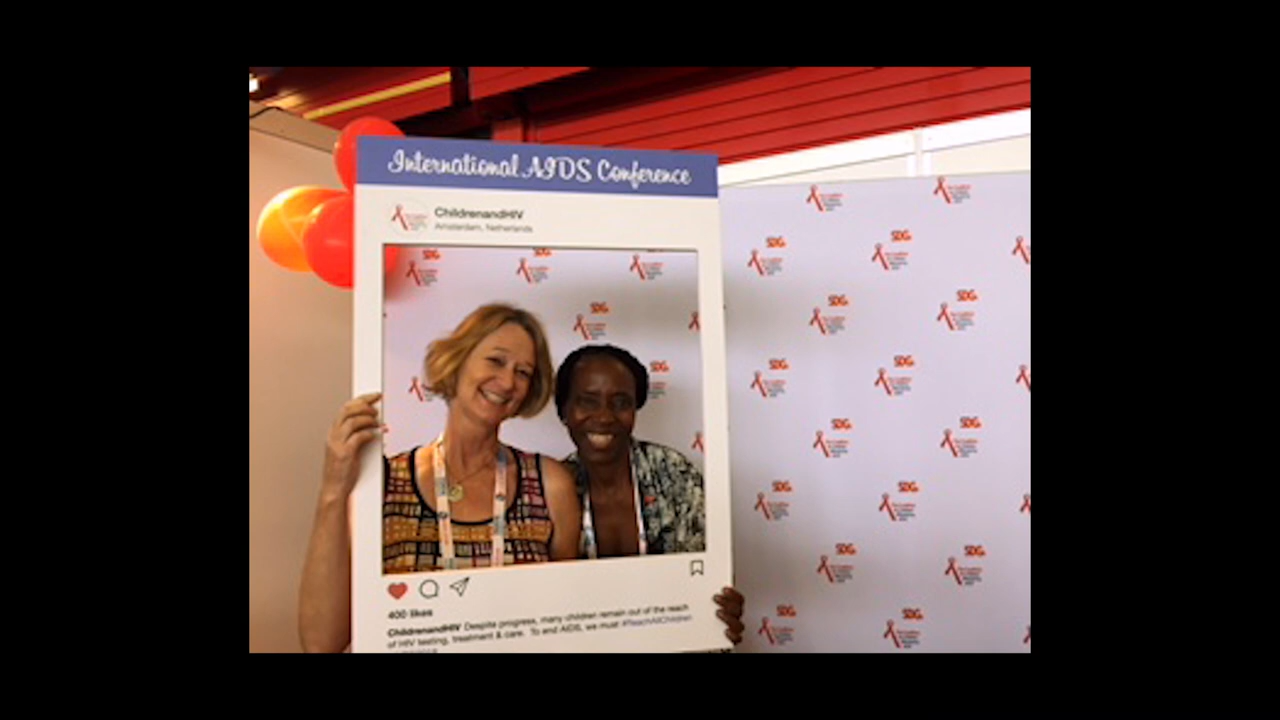 International AIDS Conference
ChildrenandHIV
Amsterdam, Netherlands
SDG
400 likes
ChildrenandHIV Despite progress, many children remain out of the reach
of HIV testing, treatment & care. To end AIDS, we must #ReachAllChildren